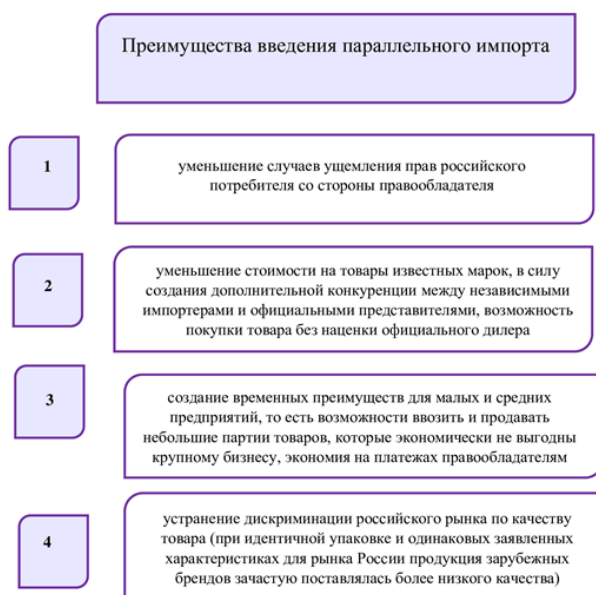 Преимущества введения параллельного импорта
1
уменьшение случаев ущемления прав российского
потребителя со стороны правообладателя
2
уменьшение стоимости на товары известных марок, в силу
создания дополнительной конкуренции между независимыми
импортерами и официальными представителями, возможность
покупки товара без наценки официального дилера
3
создание временных преимуществ для малых и средних
предприятий, то есть возможности ввозить и продавать
небольшие партии товаров, которые экономически не выгодны
крупному бизнесу, экономия на платежах правообладателям
4
устранение дискриминации российского рынка по качеству
товара (при идентичной упаковке и одинаковых заявленных
характеристиках для рынка России продукция зарубежных
брендов зачастую поставлялась более низкого качества)